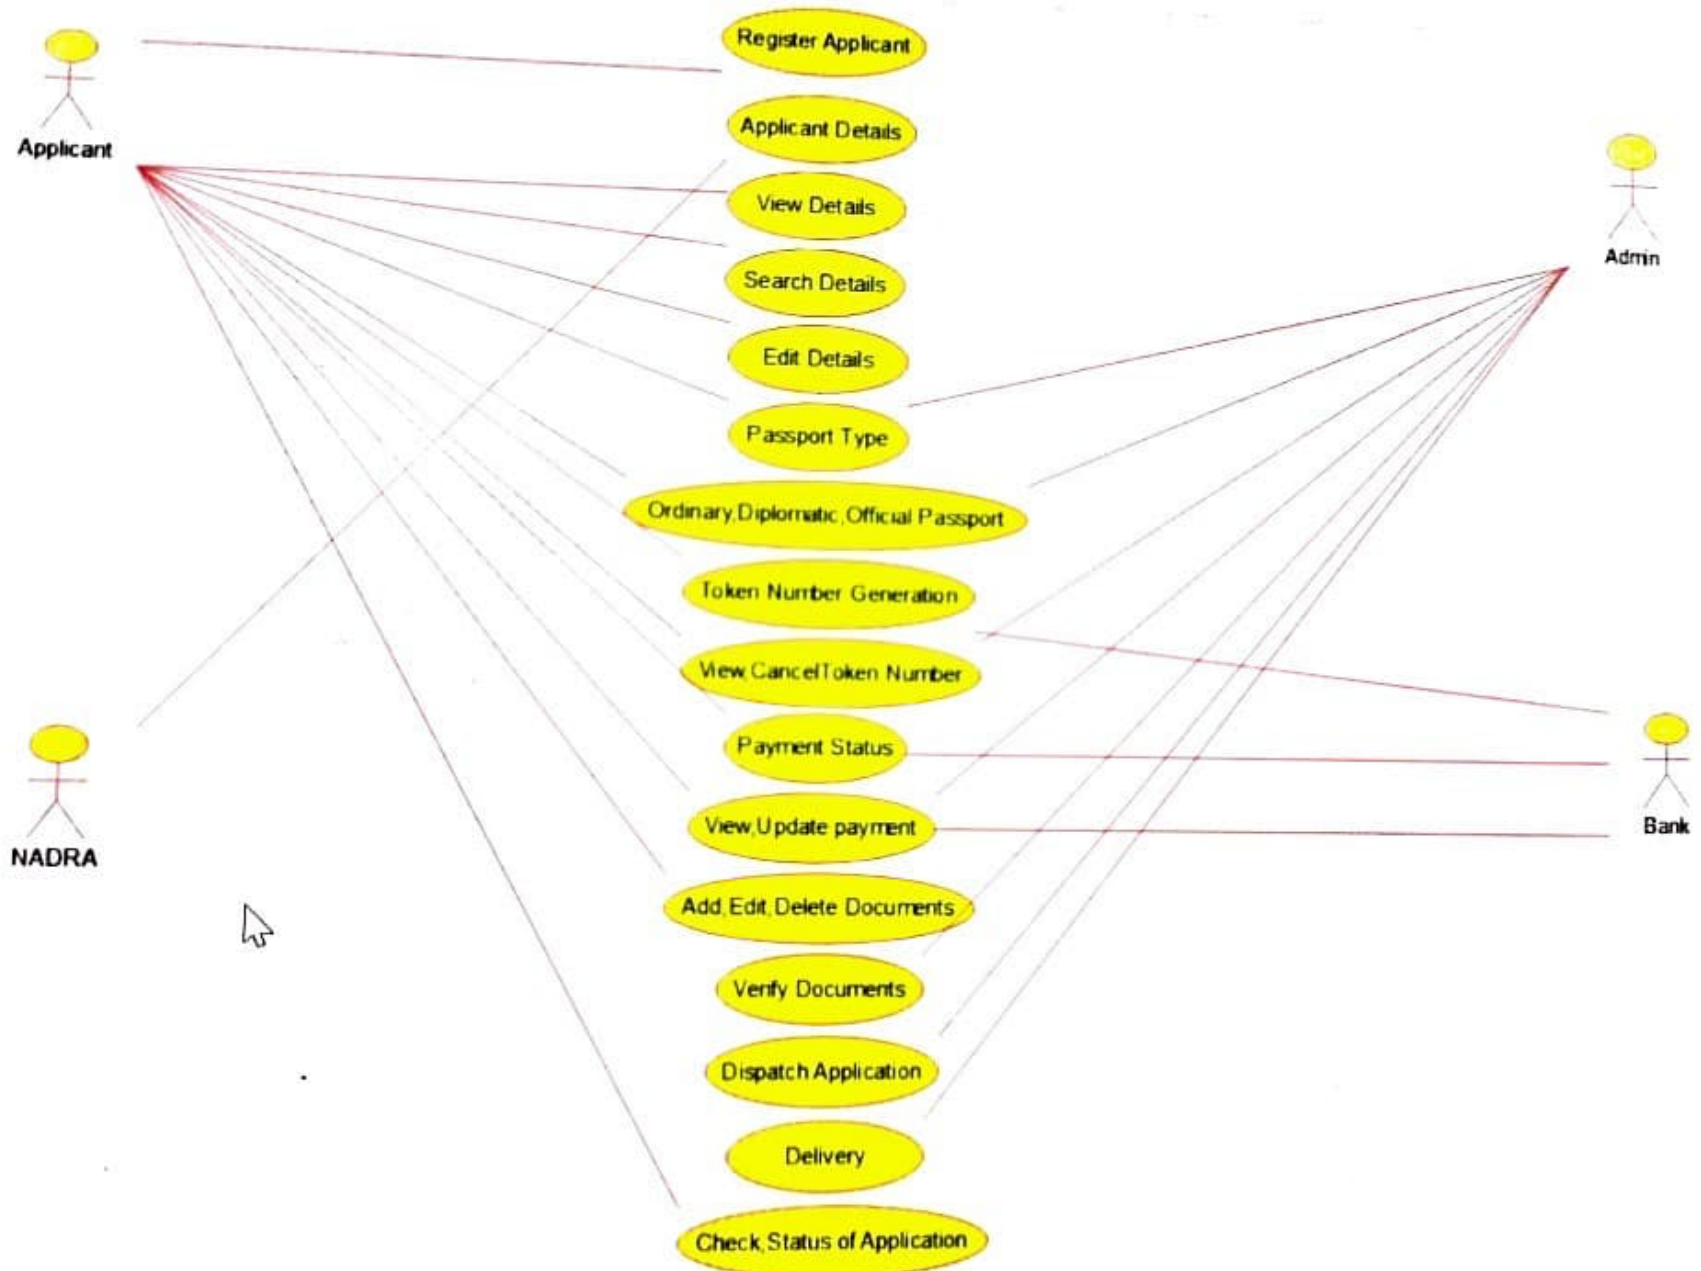 Register Applicant
Applicant
Applicant Details
View Details
Admin
Search Details
Edit Details
Passport Type
Ordinary,Diplomatic,Official Passport
Token Number Generation
View,CancelToken Number
Payment Status
View,Update payment
Bank
NADRA
Add,Edit,Delete Documents
Verify Documents
Dispatch Application
Delivery
Check,Status of Application